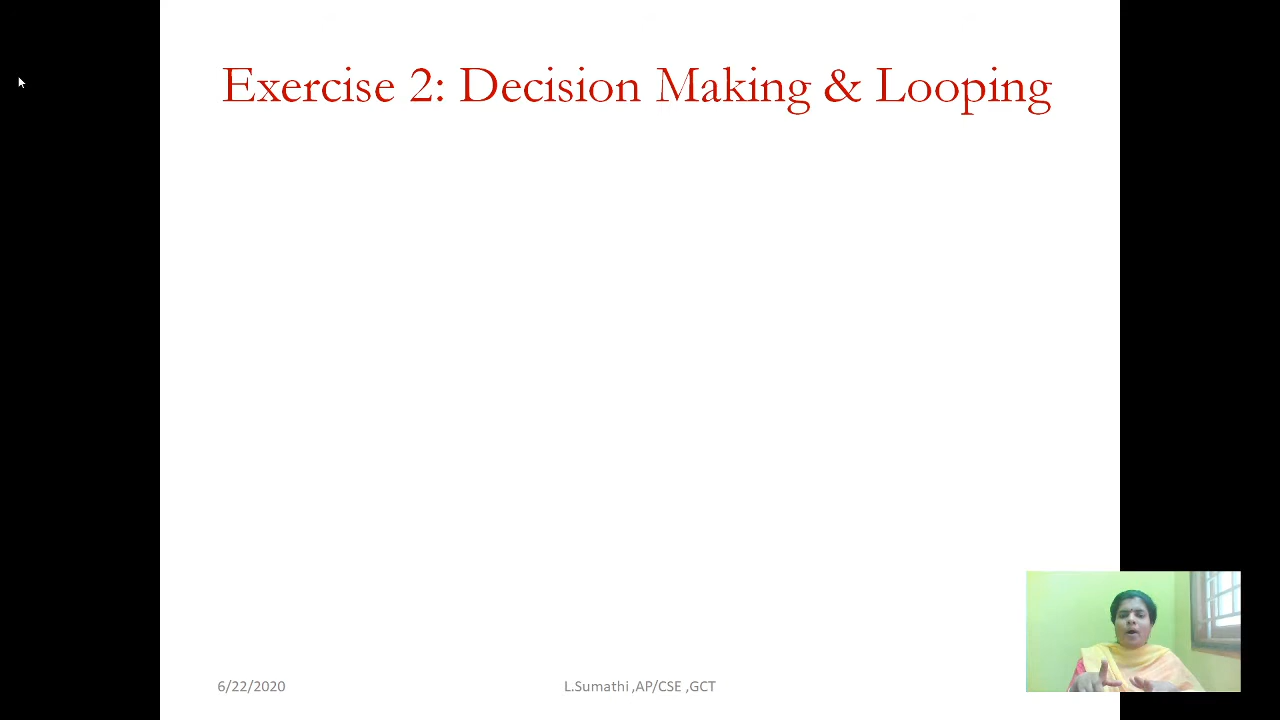 Exercise 2: Decision Making & Looping
6/22/2020
L.Sumathi ,AP/CSE ,GCT